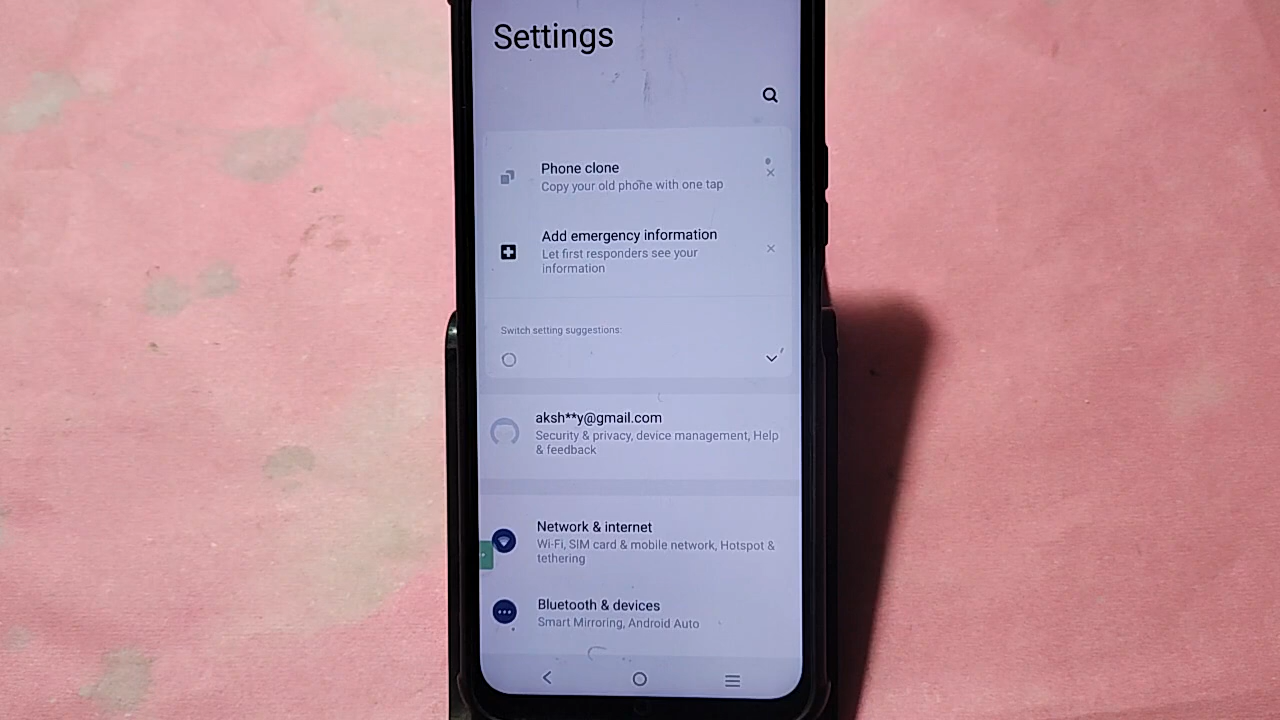 Settings
Phone clone
Copy your old phone with one tap
Add emergency information
Let first responders see your
information
Switch setting suggestions:
aksh**y@gmail.com
Security & privacy, device management, Help
& feedback
Network & internet
Wi-Fi, SIM card & mobile network, Hotspot &
tethering
Bluetooth & devices
Smart Mirroring, Android Auto